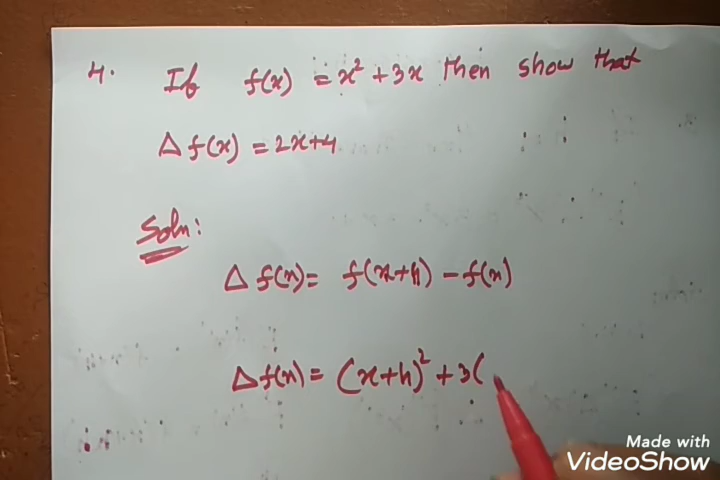 4. If f(x) = x² + 3x then show that
Δ f(x) = 2x+4
Soln:
Δ f(x) = f(x+h) - f(x)
Δ f(x) = (x+h)² + 3(
Made with
VideoShow